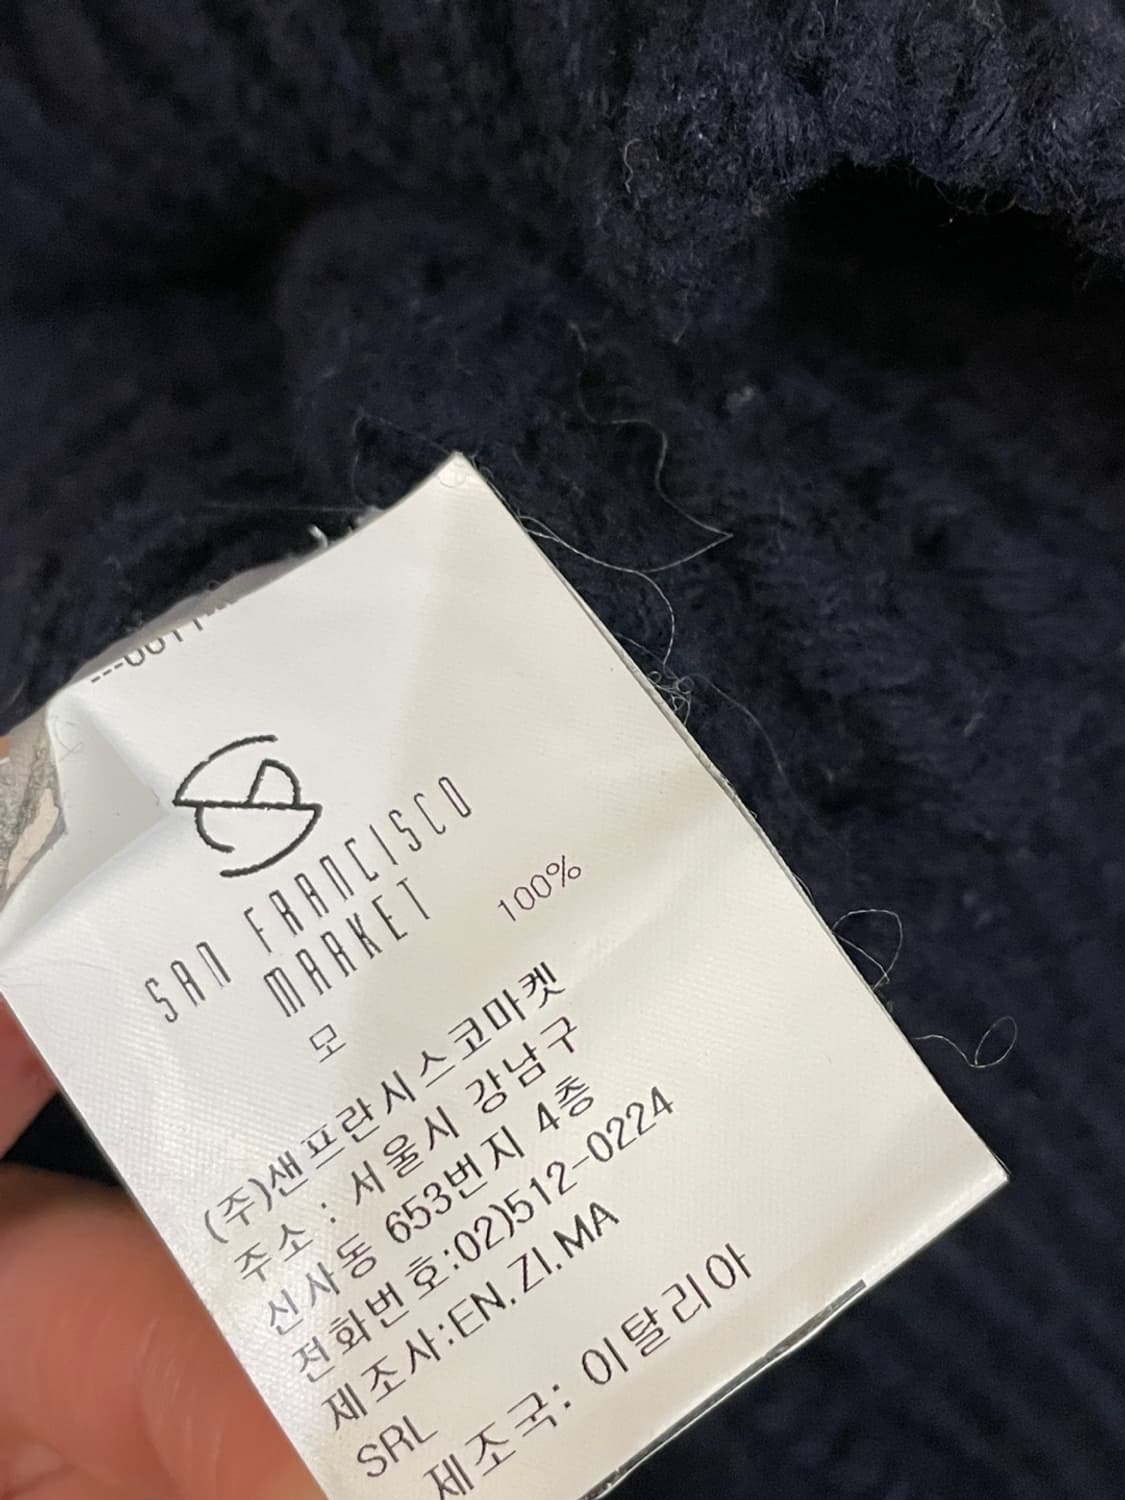 SAN FRANCISCO
MARKET
모 100%
(주)샌프란시스코마켓
주소 : 서울시 강남구
신사동 653번지 4층
전화번호:02)512-0224
제조사:EN.ZI.MA
SRL
제조국: 이탈리아